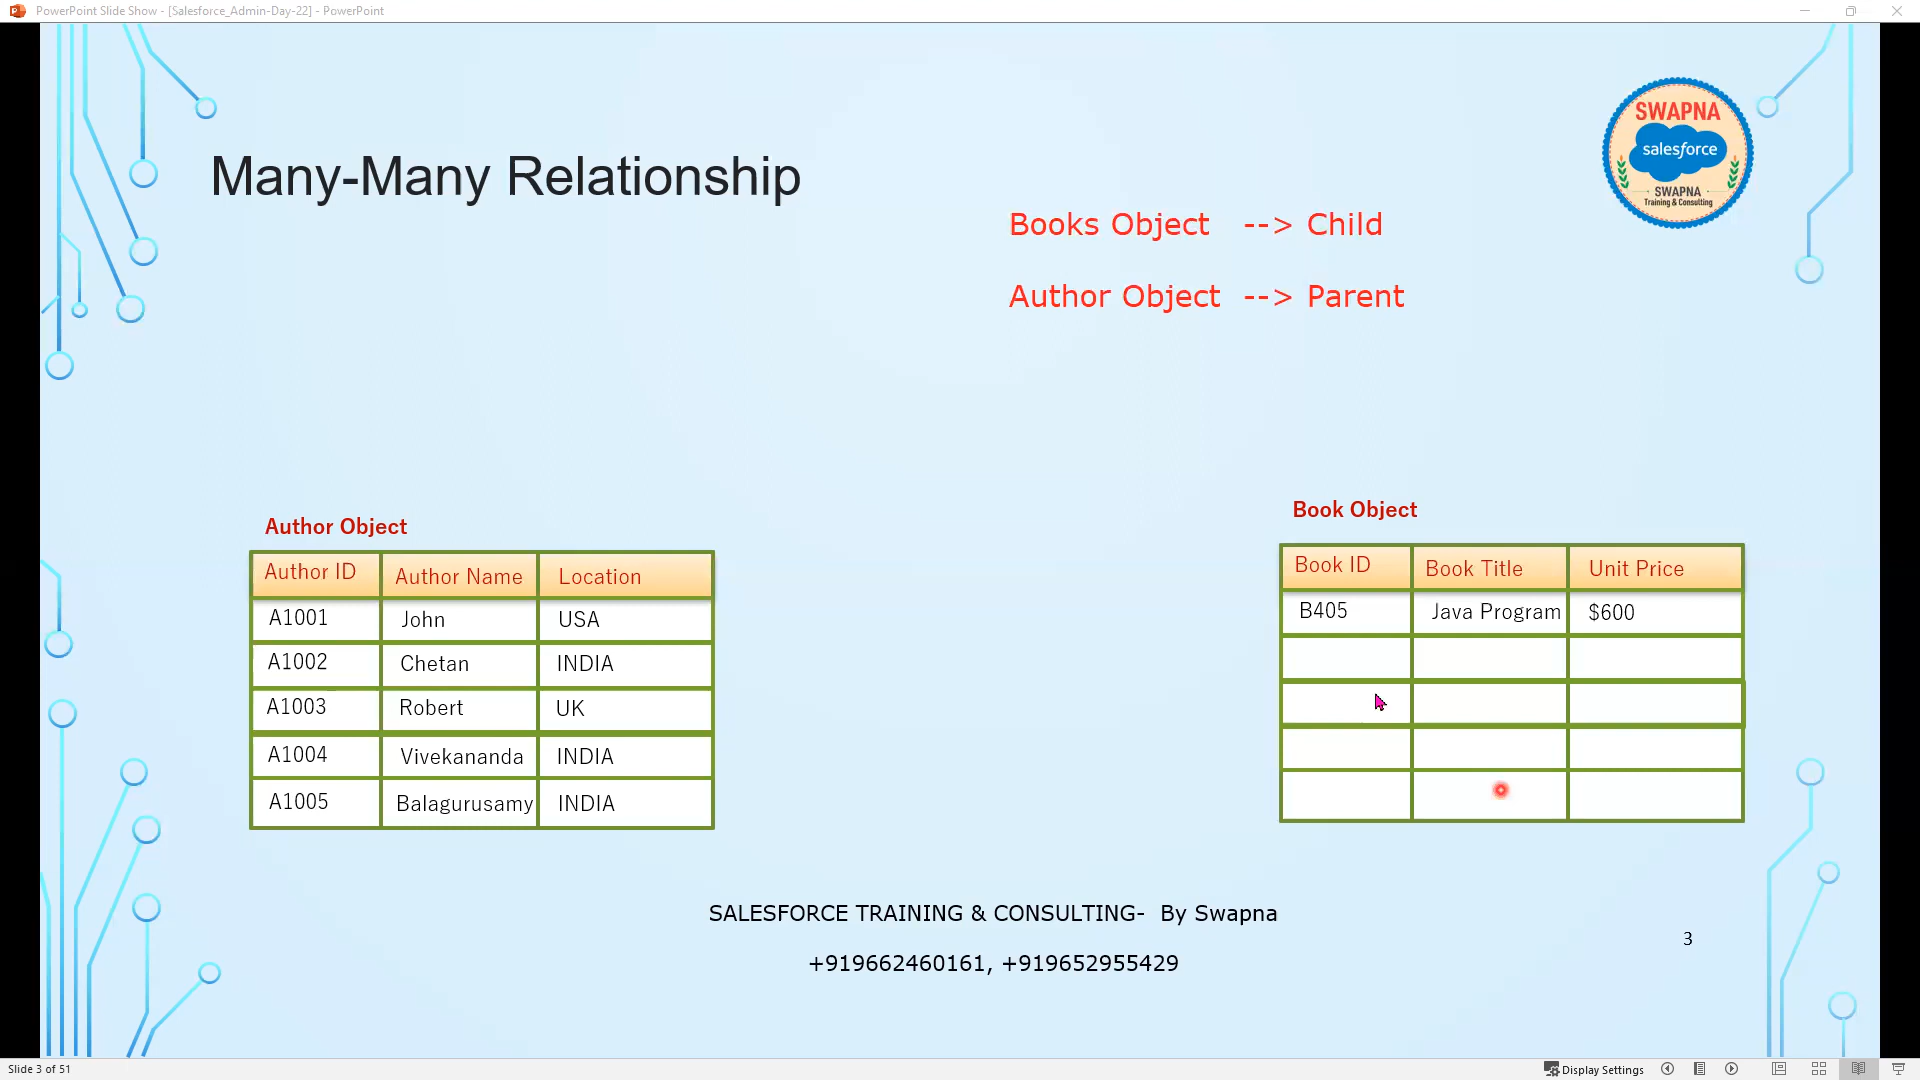 PowerPoint Slide Show - [Salesforce_Admin-Day-22] - PowerPoint
SWAPNA
salesforce
SWAPNA
Training & Consulting
Many-Many Relationship
Books Object --> Child
Author Object --> Parent
Author Object
Author ID Author Name Location
A1001 John USA
A1002 Chetan INDIA
A1003 Robert UK
A1004 Vivekananda INDIA
A1005 Balagurusamy INDIA
Book Object
Book ID Book Title Unit Price
B405 Java Program $600
SALESFORCE TRAINING & CONSULTING- By Swapna
+919662460161, +919652955429
3
Slide 3 of 51
Display Settings